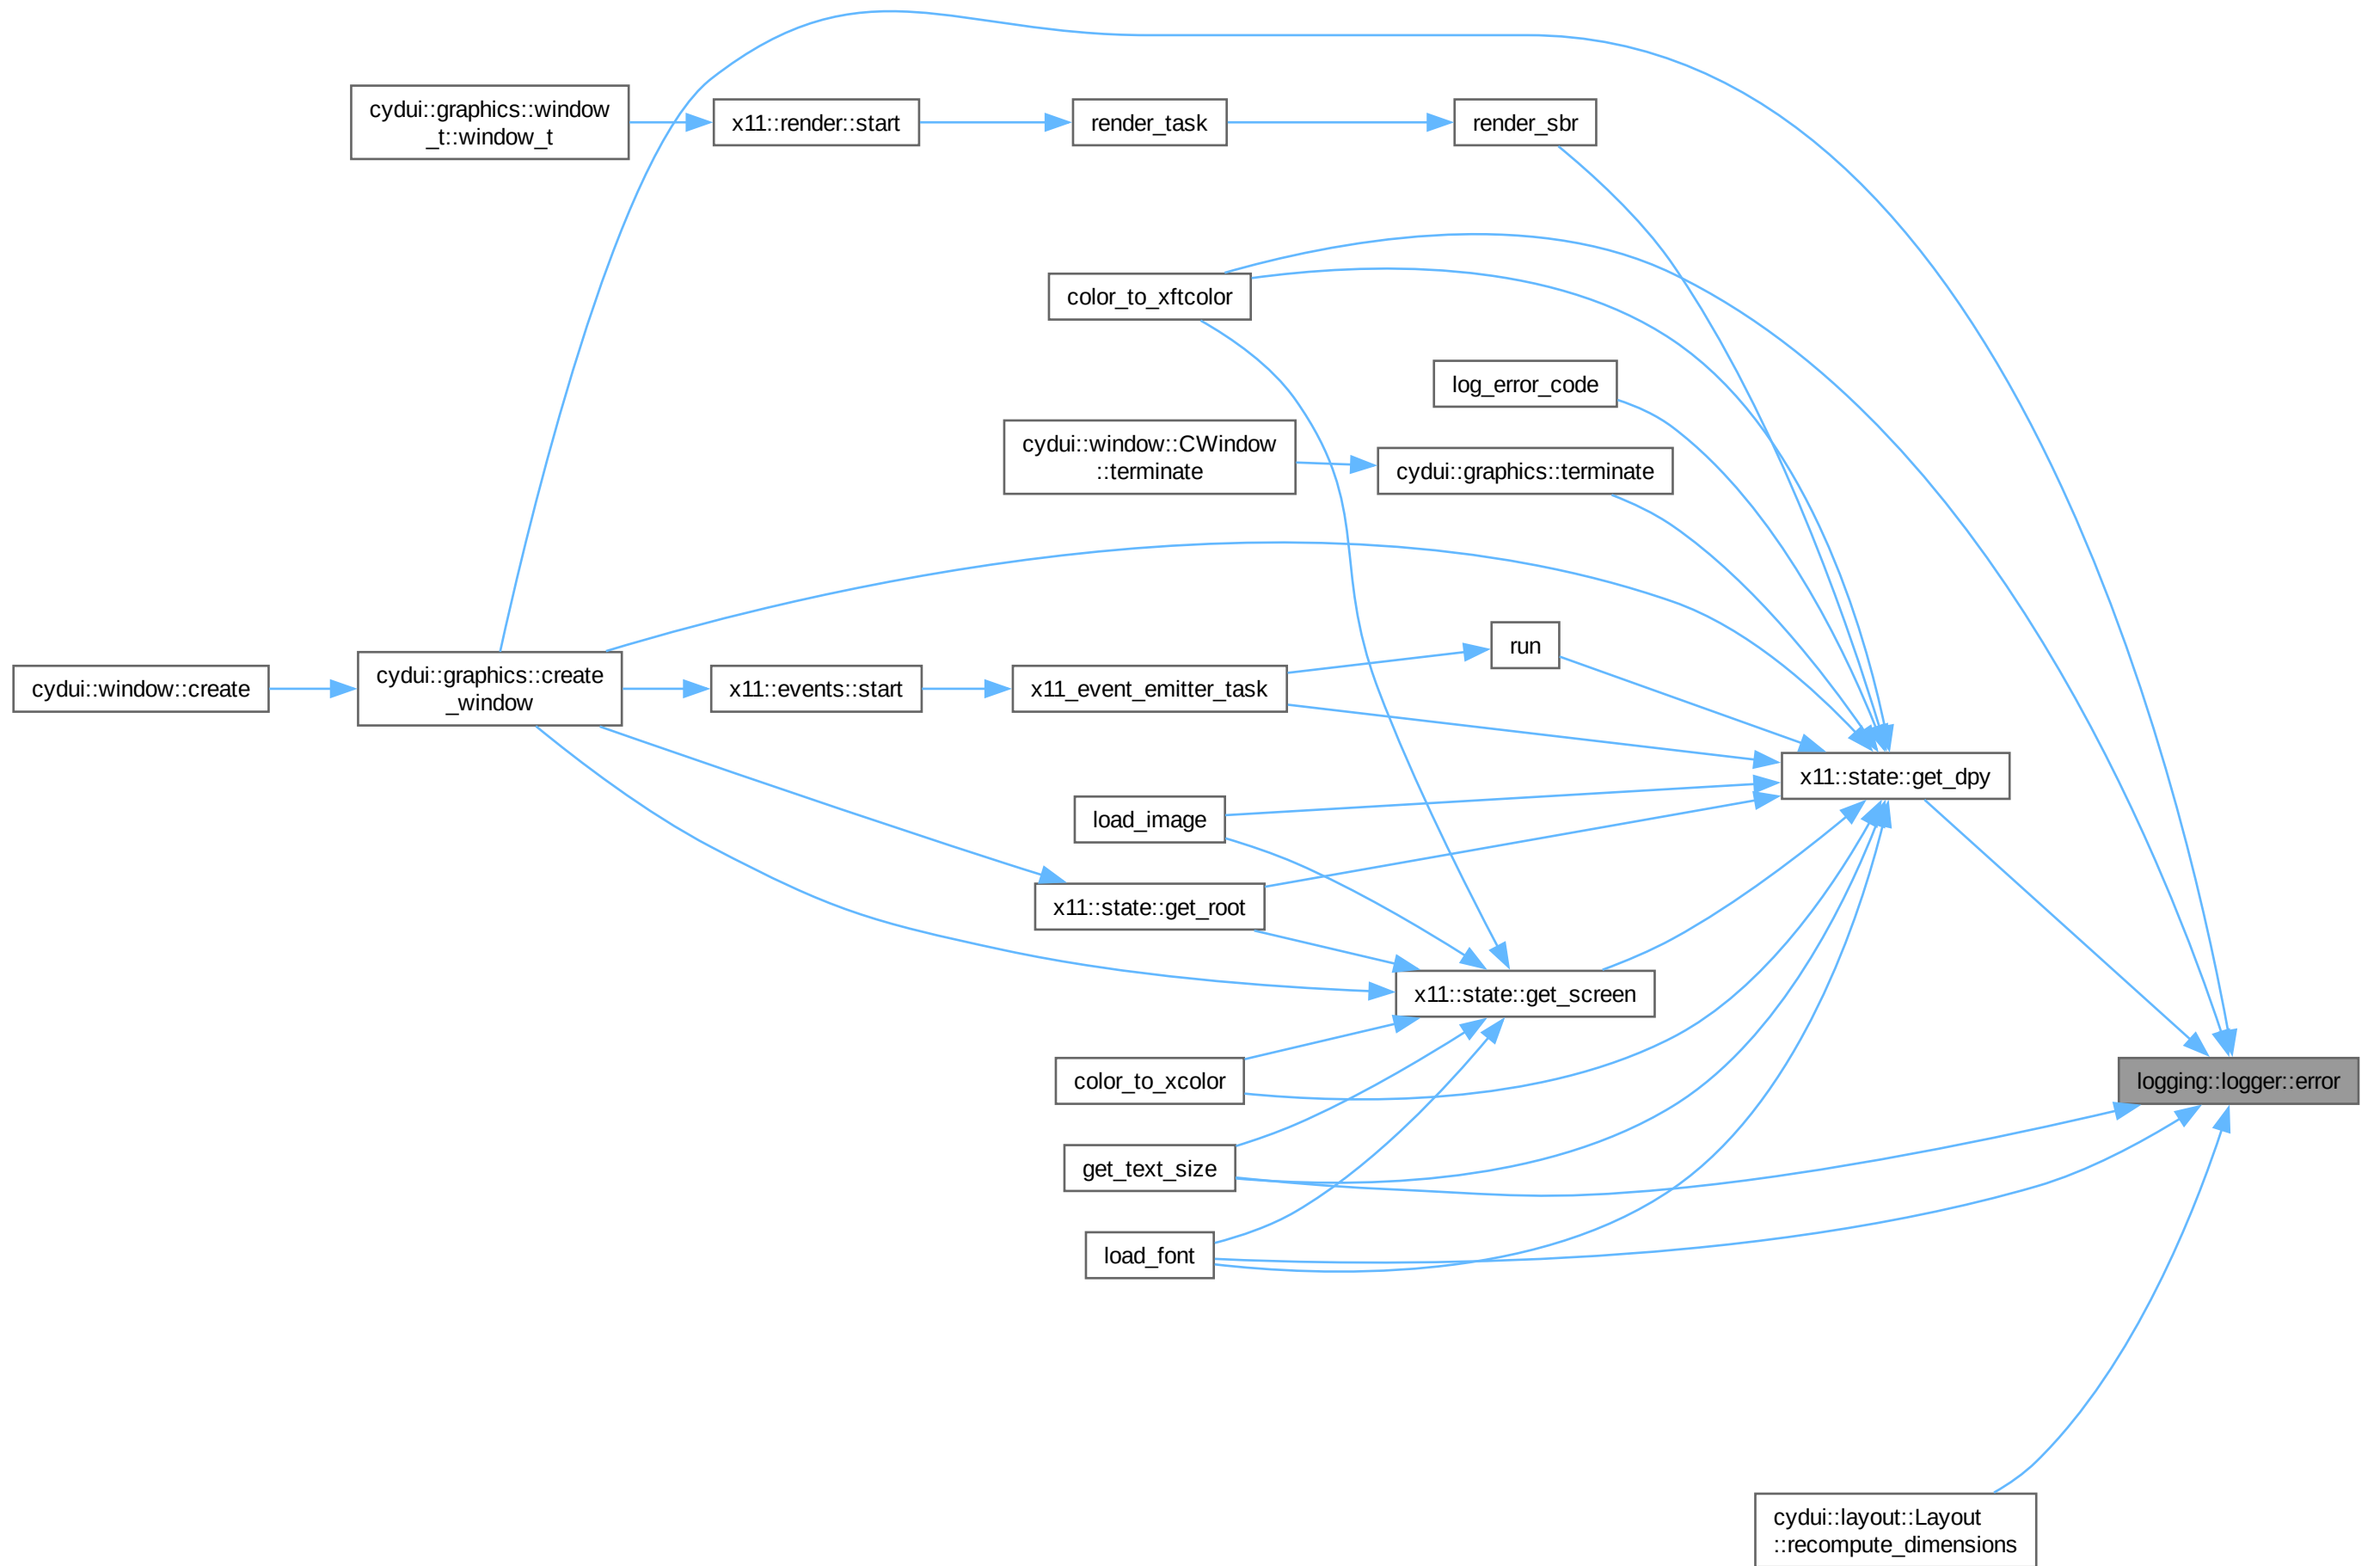 cydui::graphics::window
_t::window_t
x11::render::start
render_task
render_sbr
color_to_xftcolor
log_error_code
cydui::window::CWindow
::terminate
cydui::graphics::terminate
run
cydui::window::create
cydui::graphics::create
_window
x11::events::start
x11_event_emitter_task
x11::state::get_dpy
load_image
x11::state::get_root
x11::state::get_screen
color_to_xcolor
logging::logger::error
get_text_size
load_font
cydui::layout::Layout
::recompute_dimensions